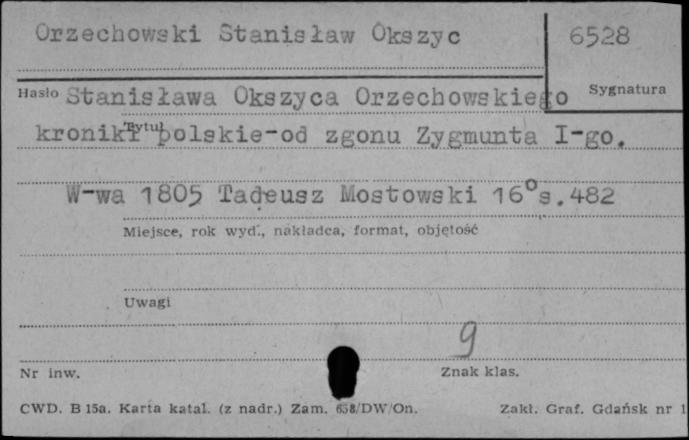 Orzechowski Stanisław Okszyc
6528
Hasło
Sygnatura
Stanisława Okszyca Orzechowskiego
Tytuł
kroniki polskie-od zgonu Zygmunta I-go.
W-wa 1805 Tadeusz Mostowski 16° s.482
Miejsce, rok wyd., nakładca, format, objętość
Uwagi
9
Nr inw.
Znak klas.
CWD. B 15a. Karta katal. (z nadr.) Zam. 658/DW/On.
Zakł. Graf. Gdańsk nr 1